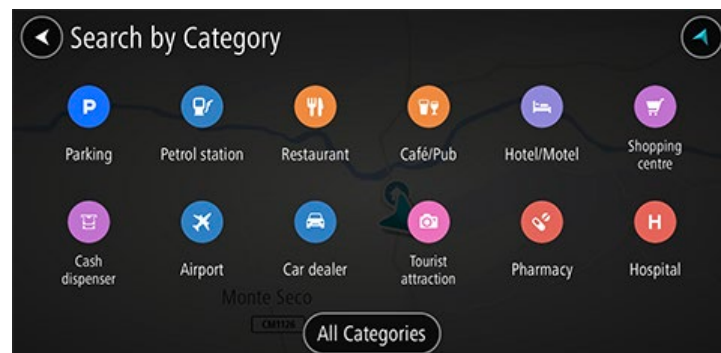 Search by Category
P
Parking
Petrol station
Restaurant
Café/Pub
Hotel/Motel
Shopping
centre
Cash
dispenser
Airport
Car dealer
Tourist
attraction
Pharmacy
H
Hospital
Monte Seco
CM1126
All Categories